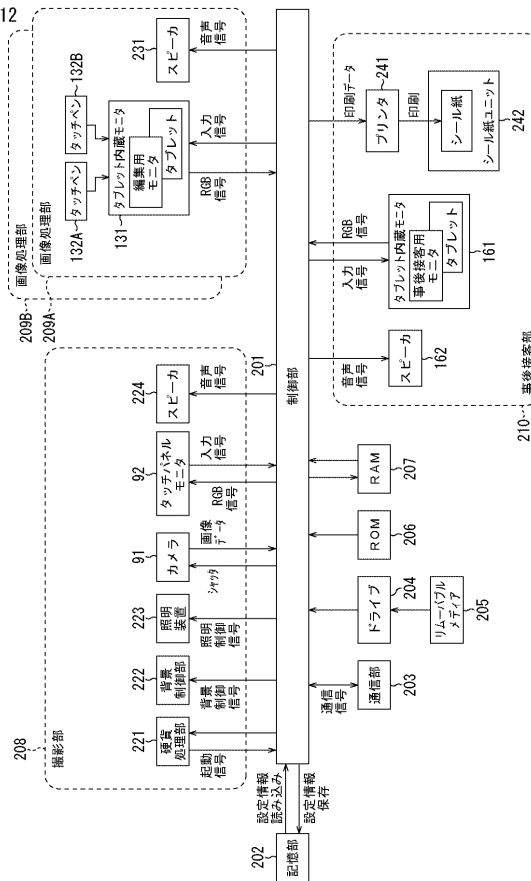 12
208
撮影部
221
硬貨
処理部
起動
信号
222
背景
制御部
背景制御
信号
223
照明
装置
照明制御
信号
91
カメラ
シャッタ
画像
データ
92
タッチパネル
モニタ
RGB
信号
入力
信号
224
スピーカ
音声
信号
209B
画像処理部
209A
画像処理部
132A
タッチペン
132B
タッチペン
131
タブレット内蔵モニタ
編集用
モニタ
タブレット
RGB
信号
入力
信号
231
スピーカ
音声
信号
202
記憶部
設定情報
読み込み
設定情報
保存
201
制御部
通信
信号
通信部
203
ドライブ
204
リムーバブル
メディア
205
ROM
206
RAM
207
210
事後接客部
音声
信号
スピーカ
162
入力
信号
RGB
信号
タブレット内蔵モニタ
事後接客用
モニタ
タブレット
161
印刷データ
プリンタ
241
印刷
シール紙
シール紙ユニット
242